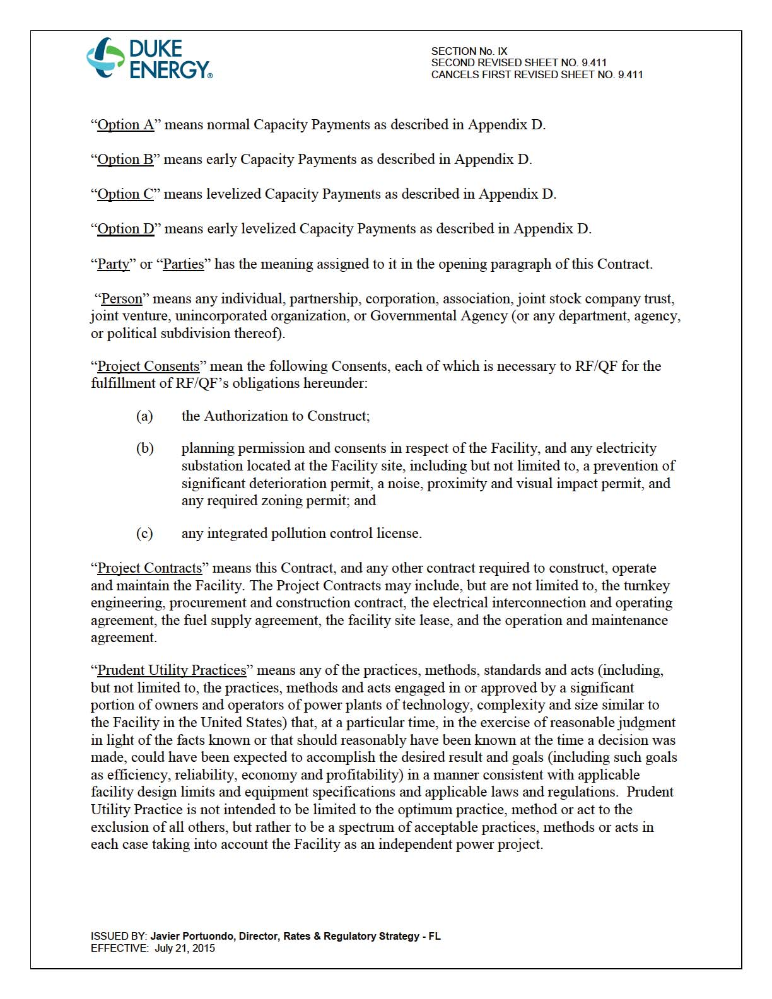 DUKE
ENERGY®
SECTION No. IX
SECOND REVISED SHEET NO. 9.411
CANCELS FIRST REVISED SHEET NO. 9.411
“Option A” means normal Capacity Payments as described in Appendix D.
“Option B” means early Capacity Payments as described in Appendix D.
“Option C” means levelized Capacity Payments as described in Appendix D.
“Option D” means early levelized Capacity Payments as described in Appendix D.
“Party” or “Parties” has the meaning assigned to it in the opening paragraph of this Contract.
“Person” means any individual, partnership, corporation, association, joint stock company trust,
joint venture, unincorporated organization, or Governmental Agency (or any department, agency,
or political subdivision thereof).
“Project Consents” mean the following Consents, each of which is necessary to RF/QF for the
fulfillment of RF/QF’s obligations hereunder:
(a) the Authorization to Construct;
(b) planning permission and consents in respect of the Facility, and any electricity
substation located at the Facility site, including but not limited to, a prevention of
significant deterioration permit, a noise, proximity and visual impact permit, and
any required zoning permit; and
(c) any integrated pollution control license.
“Project Contracts” means this Contract, and any other contract required to construct, operate
and maintain the Facility. The Project Contracts may include, but are not limited to, the turnkey
engineering, procurement and construction contract, the electrical interconnection and operating
agreement, the fuel supply agreement, the facility site lease, and the operation and maintenance
agreement.
“Prudent Utility Practices” means any of the practices, methods, standards and acts (including,
but not limited to, the practices, methods and acts engaged in or approved by a significant
portion of owners and operators of power plants of technology, complexity and size similar to
the Facility in the United States) that, at a particular time, in the exercise of reasonable judgment
in light of the facts known or that should reasonably have been known at the time a decision was
made, could have been expected to accomplish the desired result and goals (including such goals
as efficiency, reliability, economy and profitability) in a manner consistent with applicable
facility design limits and equipment specifications and applicable laws and regulations.  Prudent
Utility Practice is not intended to be limited to the optimum practice, method or act to the
exclusion of all others, but rather to be a spectrum of acceptable practices, methods or acts in
each case taking into account the Facility as an independent power project.
ISSUED BY: Javier Portuondo, Director, Rates & Regulatory Strategy - FL
EFFECTIVE:  July 21, 2015